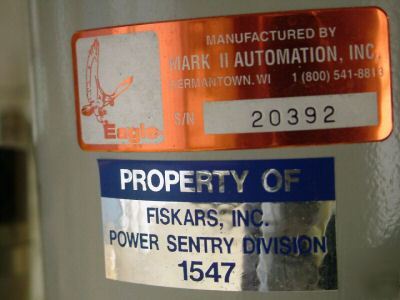 MANUFACTURED BY
MARK II AUTOMATION, INC.
GERMANTOWN, WI 1 (800) 541-8813
Eagle
S/N 20392
PROPERTY OF
FISKARS, INC.
POWER SENTRY DIVISION
1547